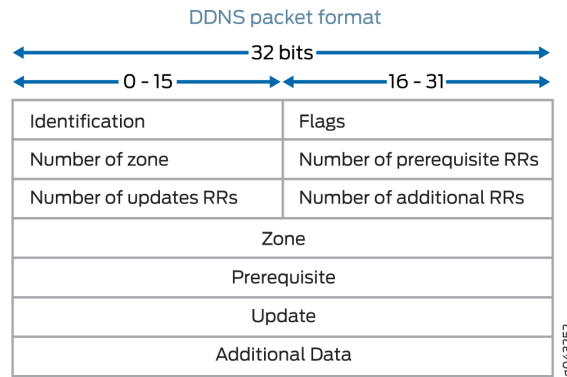 DDNS packet format
32 bits
0 - 15 16 - 31
Identification Flags
Number of zone Number of prerequisite RRs
Number of updates RRs Number of additional RRs
Zone
Prerequisite
Update
Additional Data